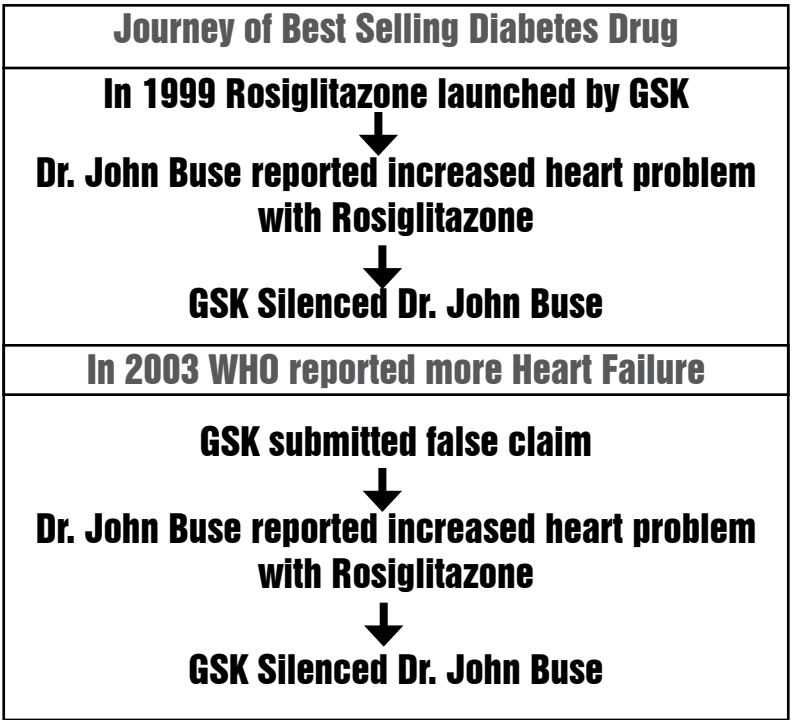 Journey of Best Selling Diabetes Drug
In 1999 Rosiglitazone launched by GSK
Dr. John Buse reported increased heart problem
with Rosiglitazone
GSK Silenced Dr. John Buse
In 2003 WHO reported more Heart Failure
GSK submitted false claim
Dr. John Buse reported increased heart problem
with Rosiglitazone
GSK Silenced Dr. John Buse